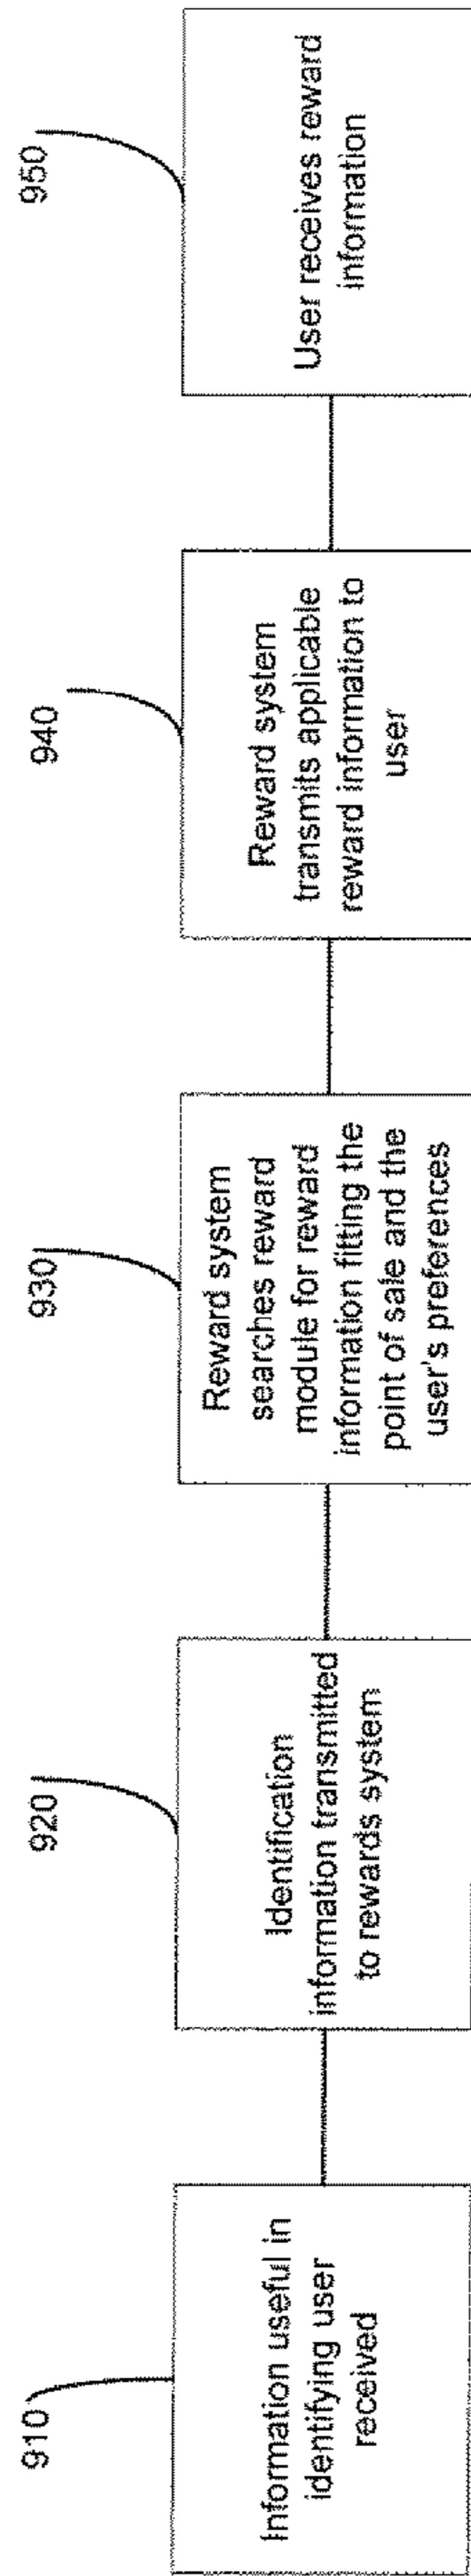 910
Information useful in
identifying user
received
920
Identification
information transmitted
to rewards system
930
Reward system
searches reward
module for reward
information fitting the
point of sale and the
user's preferences
940
Reward system
transmits applicable
reward information to
user
950
User receives reward
information